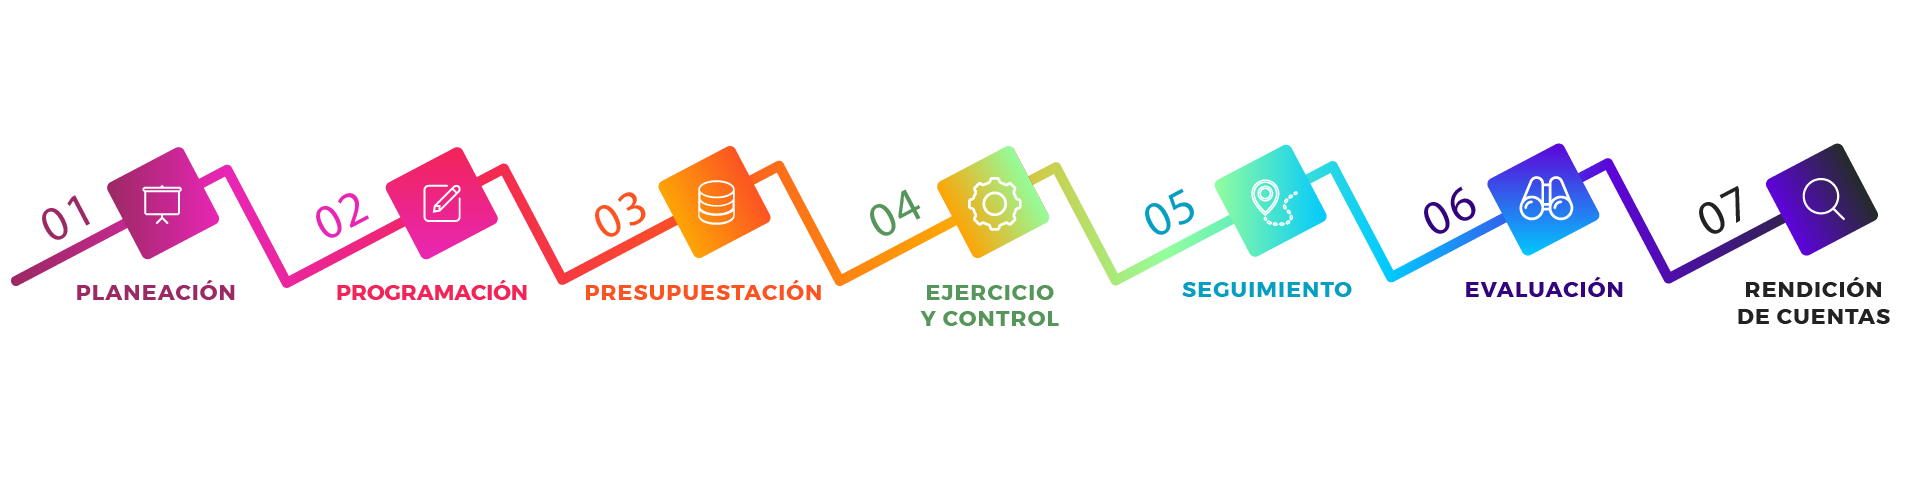 01
PLANEACIÓN
02
PROGRAMACIÓN
03
PRESUPUESTACIÓN
04
EJERCICIO
Y CONTROL
05
SEGUIMIENTO
06
EVALUACIÓN
07
RENDICIÓN
DE CUENTAS